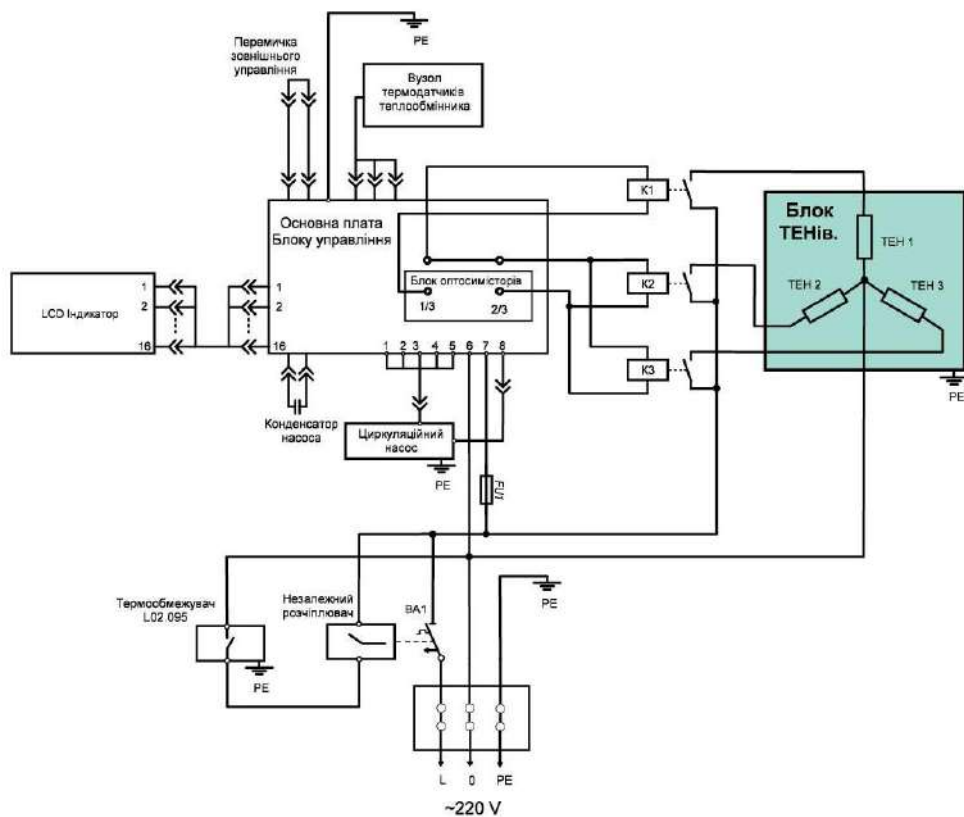 Перемичка
зовнішнього
управління
PE
Вузол
термодатчиків
теплообмінника
Основна плата
Блоку управління
Блок оптосимісторів
1/3
2/3
K1
K2
K3
Блок
ТЕНів.
ТЕН 1
ТЕН 2
ТЕН 3
PE
LCD Індикатор
1
2
16
1
2
16
1 2 3 4 5 6 7 8
Конденсатор
насоса
Циркуляційний
насос
PE
FU1
Термообмежувач
L02.095
PE
Незалежний
розчіплювач
BA1
PE
L 0 PE
~220 V